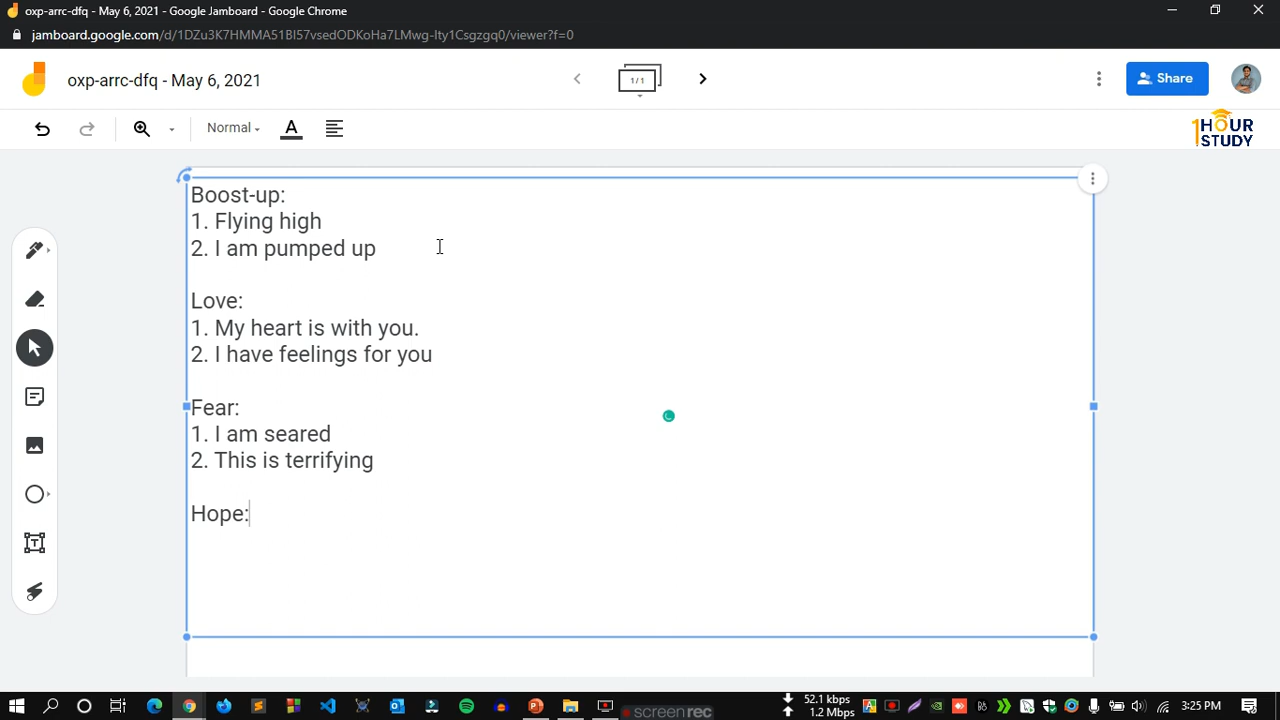 oxp-arrc-dfq - May 6, 2021 - Google Jamboard - Google Chrome
jamboard.google.com/d/1DZu3K7HMMA51BI57vsedODKoHa7LMwg-Ity1Csgzgq0/viewer?f=0
oxp-arrc-dfq - May 6, 2021
1/1
Share
Normal
A
1HOUR STUDY
Boost-up:
1. Flying high
2. I am pumped up
Love:
1. My heart is with you.
2. I have feelings for you
Fear:
1. I am seared
2. This is terrifying
Hope:
screenrec
52.1 kbps
1.2 Mbps
3:25 PM